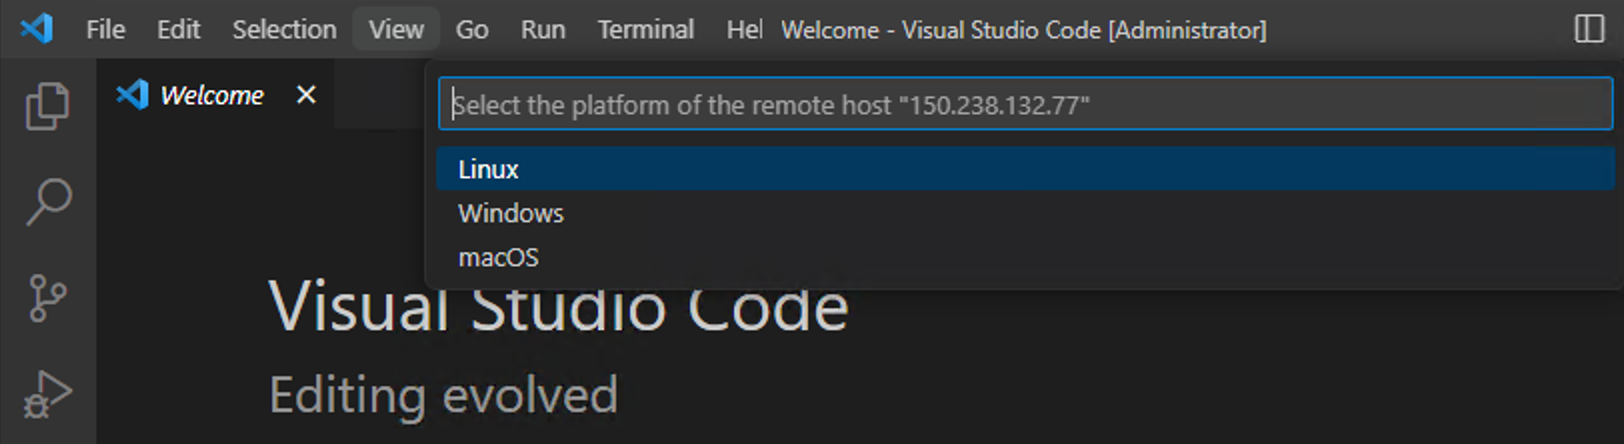 File Edit Selection View Go Run Terminal Hel Welcome - Visual Studio Code [Administrator]
Welcome
Select the platform of the remote host "150.238.132.77"
Linux
Windows
macOS
Visual Studio Code
Editing evolved